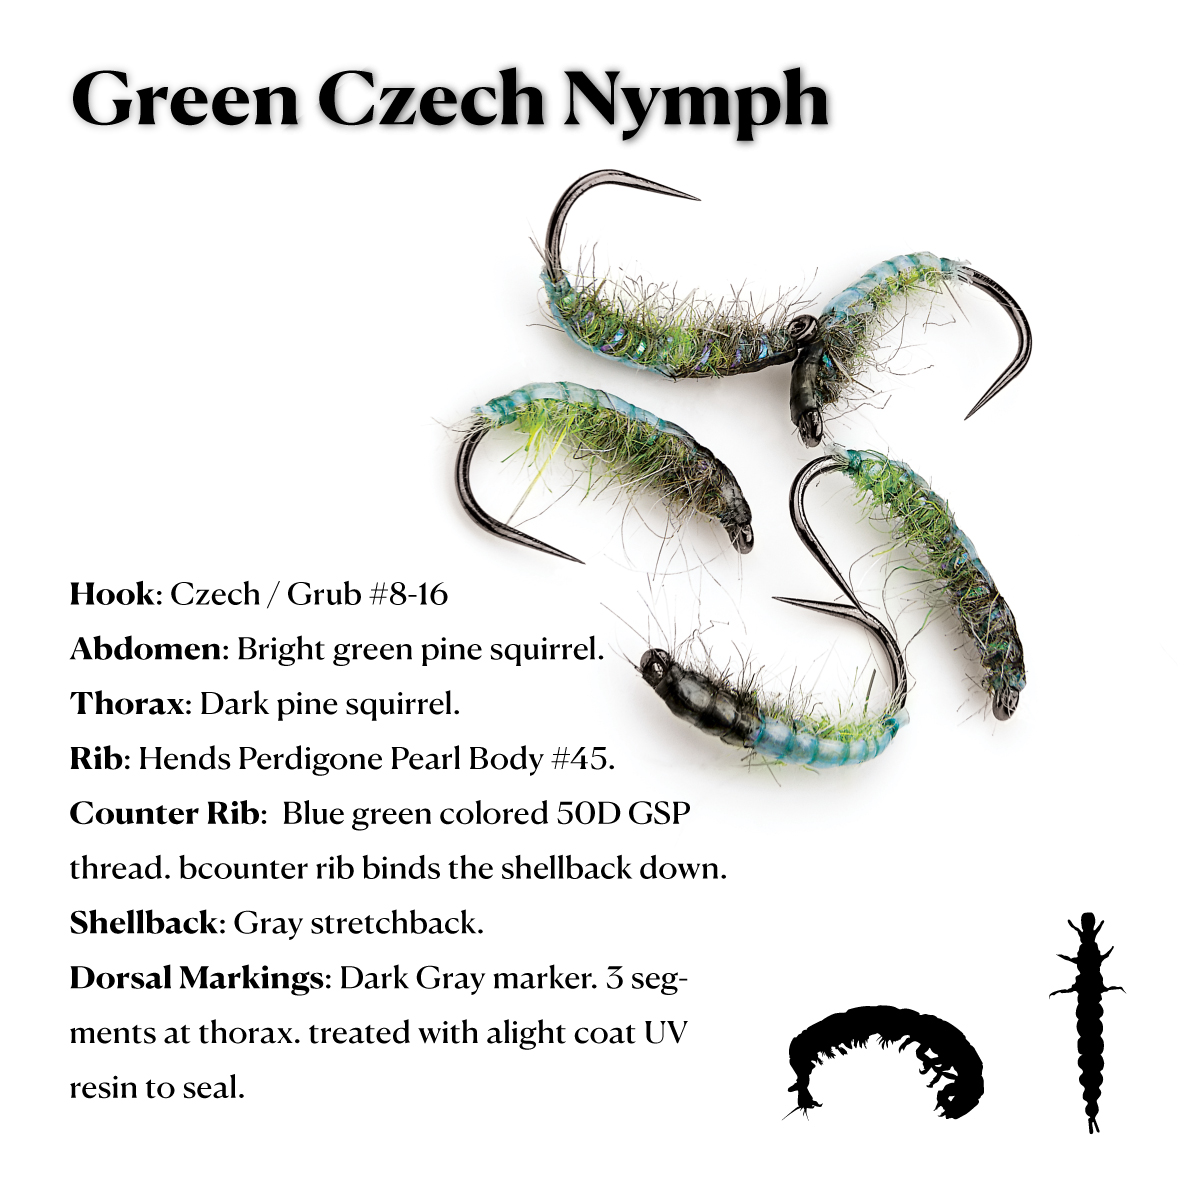 Green Czech Nymph
Hook: Czech / Grub #8-16
Abdomen: Bright green pine squirrel.
Thorax: Dark pine squirrel.
Rib: Hends Perdigone Pearl Body #45.
Counter Rib:  Blue green colored 50D GSP
thread. bcounter rib binds the shellback down.
Shellback: Gray stretchback.
Dorsal Markings: Dark Gray marker. 3 seg-
ments at thorax. treated with alight coat UV
resin to seal.